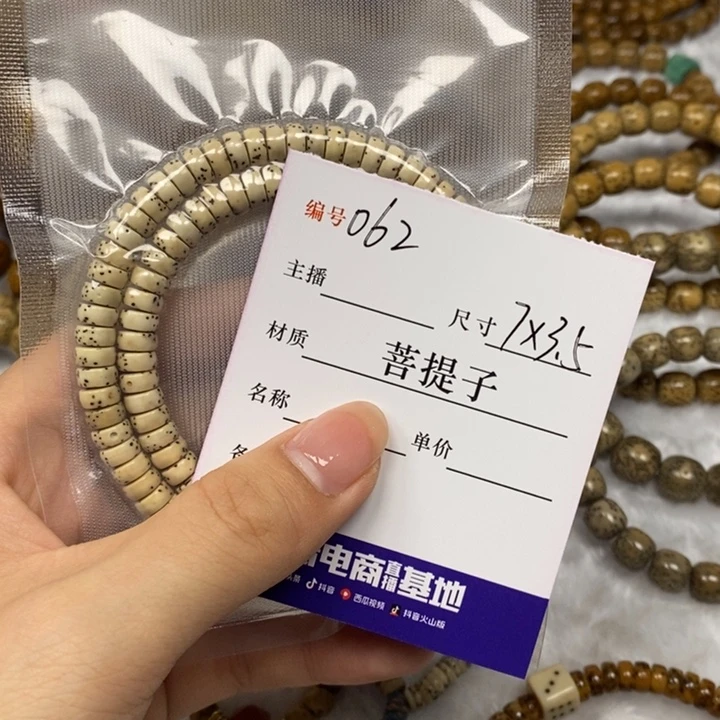 编号062
主播
尺寸7X3.5
材质 菩提子
名称
单价
电商直播基地
抖音 西瓜视频 抖音火山版